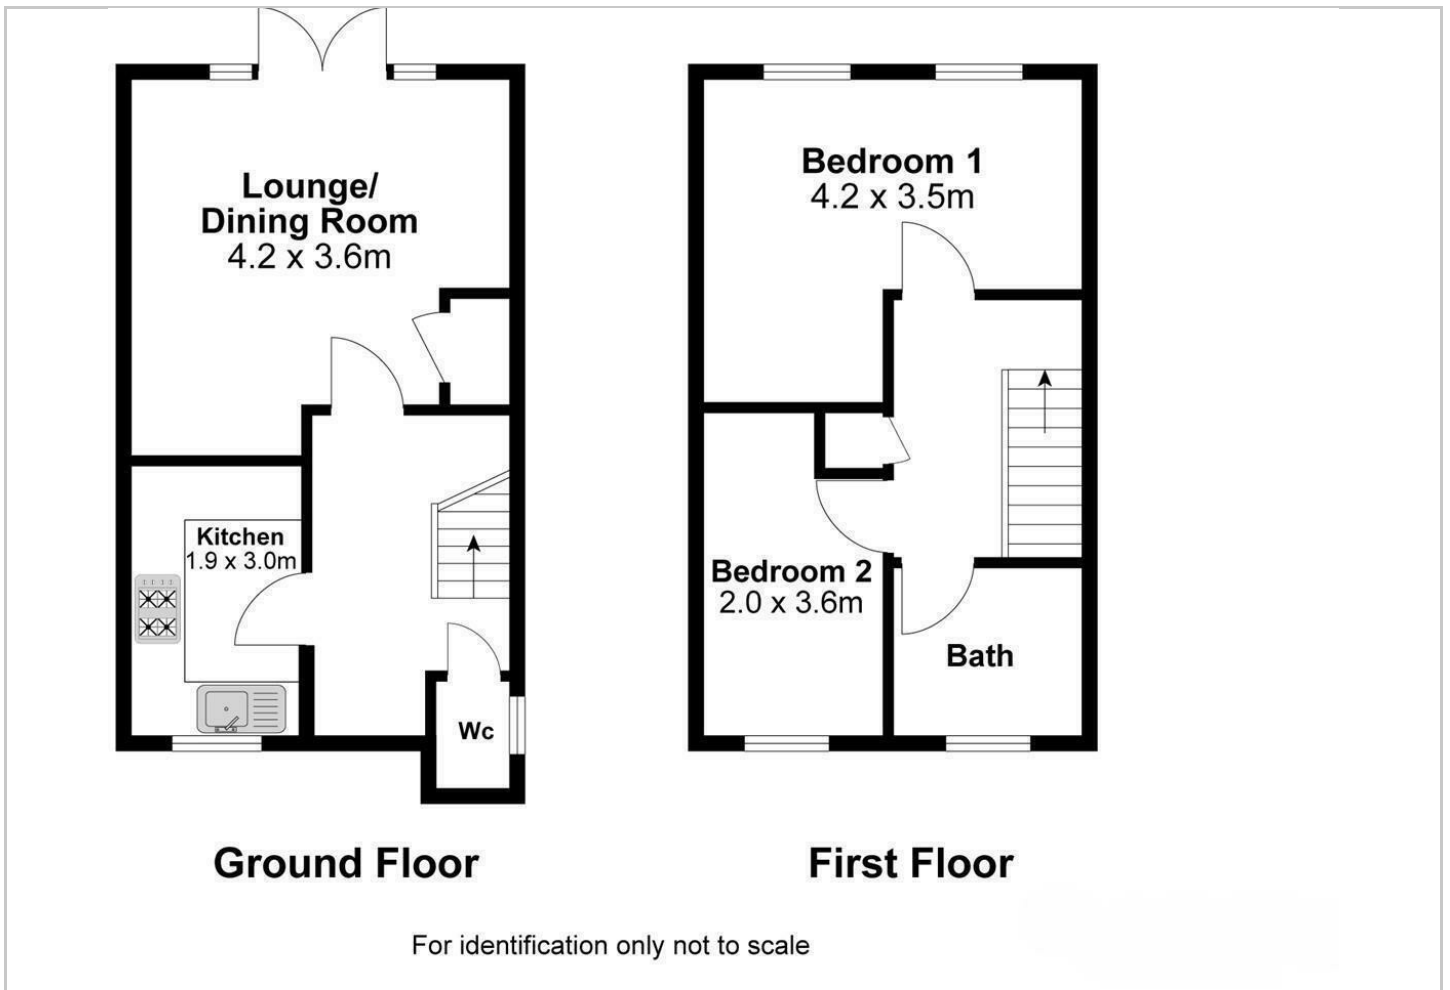 Lounge/
Dining Room
4.2 x 3.6m
Kitchen
1.9 x 3.0m
Wc
Ground Floor
Bedroom 1
4.2 x 3.5m
Bedroom 2
2.0 x 3.6m
Bath
First Floor
For identification only not to scale